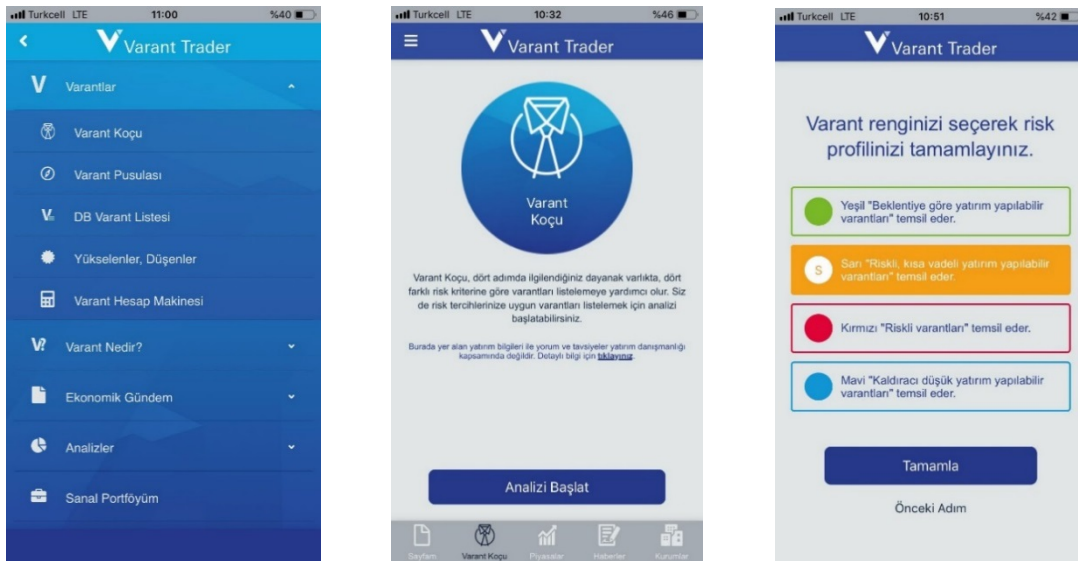 Turkcell LTE 11:00 %40
Varant Trader
Varantlar
Varant Koçu
Varant Pusulası
DB Varant Listesi
Yükselenler, Düşenler
Varant Hesap Makinesi
Varant Nedir?
Ekonomik Gündem
Analizler
Sanal Portföyüm
Turkcell LTE 10:32 %46
Varant Trader
Varant
Koçu
Varant Koçu, dört adımda ilgilendiğiniz dayanak varlıkta, dört
farklı risk kriterine göre varantları listelemeye yardımcı olur. Siz
de risk tercihlerinize uygun varantları listelemek için analizi
başlatabilirsiniz.
Burada yer alan yatırım bilgileri ile yorum ve tavsiyeler yatırım danışmanlığı
kapsamında değildir. Detaylı bilgi için tıklayınız.
Analizi Başlat
Sayfam Varant Koçu Piyasalar Haberler Kurumlar
Turkcell LTE 10:51 %42
Varant Trader
Varant renginizi seçerek risk
profilinizi tamamlayınız.
Yeşil "Beklentiye göre yatırım yapılabilir
varantları" temsil eder.
S
Sarı "Riskli, kısa vadeli yatırım yapılabilir
varantları" temsil eder.
Kırmızı "Riskli varantları" temsil eder.
Mavi "Kaldıracı düşük yatırım yapılabilir
varantları" temsil eder.
Tamamla
Önceki Adım